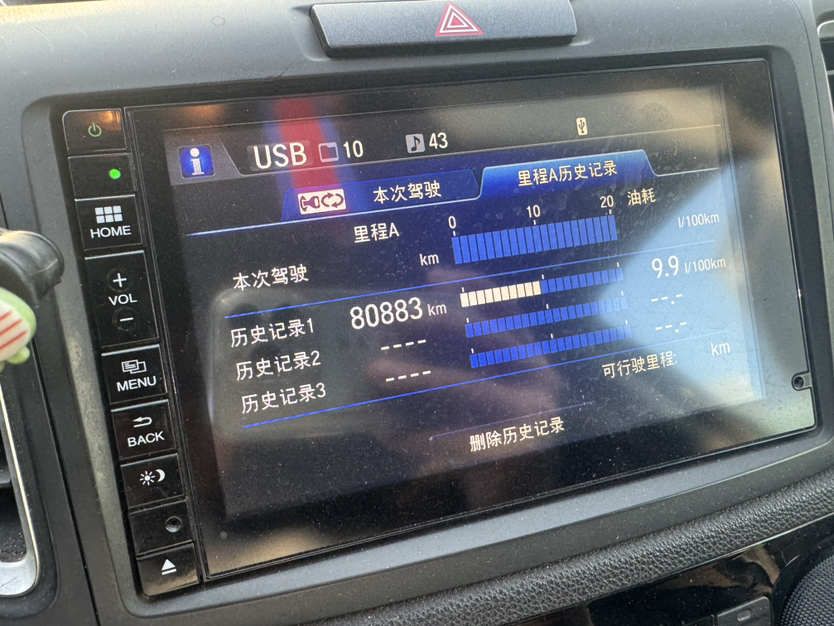 USB 10 43
本次驾驶 里程A历史记录
里程A 0 10 20 油耗
本次驾驶 km l/100km
历史记录1 80883 km 9.9 l/100km
历史记录2 ---- --.-
历史记录3 ---- --.-
可行驶里程: km
删除历史记录
HOME
+
VOL
−
MENU
BACK